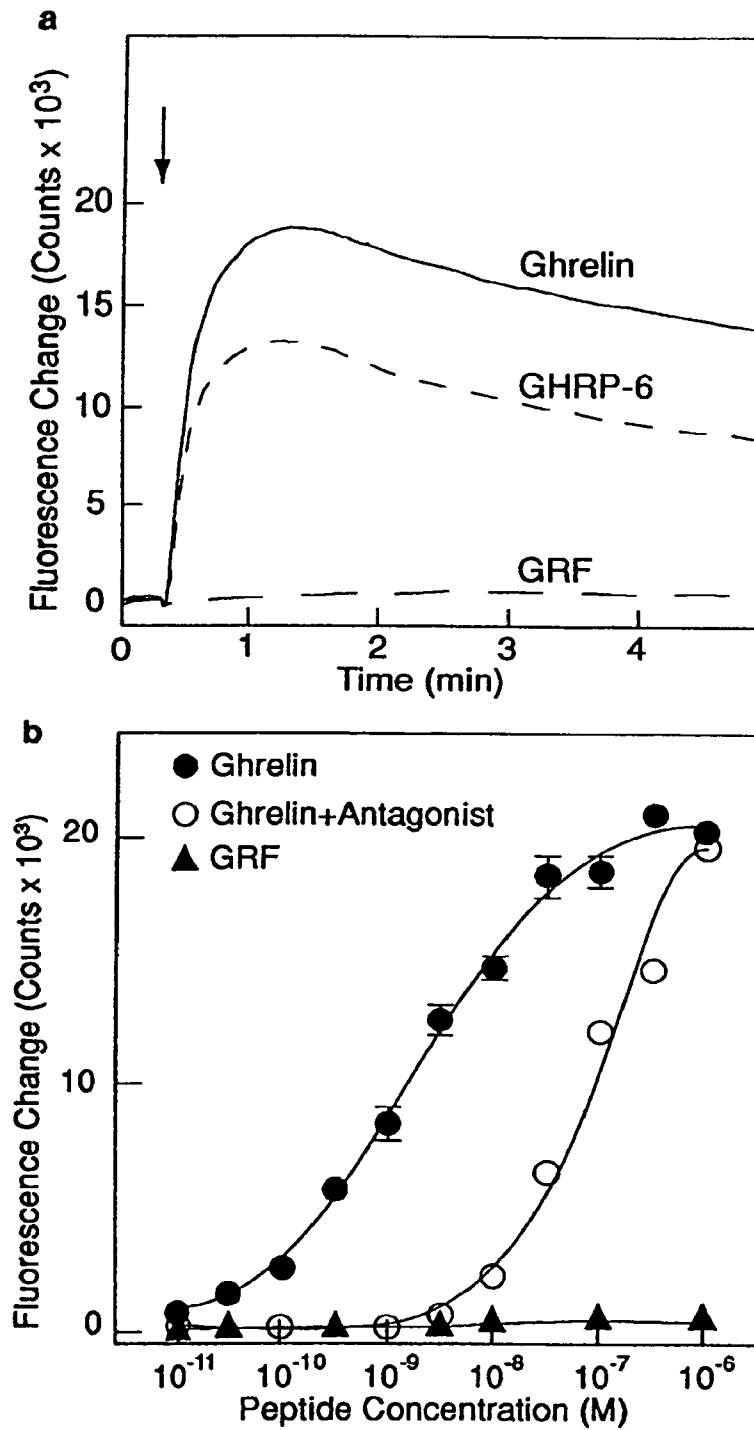 a
Fluorescence Change (Counts x 10³)
20
15
10
5
0
Ghrelin
GHRP-6
GRF
0 1 2 3 4
Time (min)
b
Fluorescence Change (Counts x 10³)
Ghrelin
Ghrelin+Antagonist
GRF
20
10
0
10⁻¹¹ 10⁻¹⁰ 10⁻⁹ 10⁻⁸ 10⁻⁷ 10⁻⁶
Peptide Concentration (M)